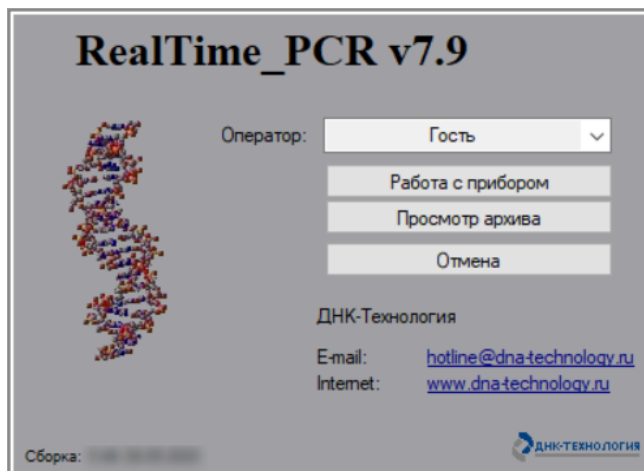 RealTime_PCR v7.9
Оператор: Гость
Работа с прибором
Просмотр архива
Отмена
ДНК-Технология
E-mail: hotline@dna-technology.ru
Internet: www.dna-technology.ru
Сборка:
ДНК-ТЕХНОЛОГИЯ